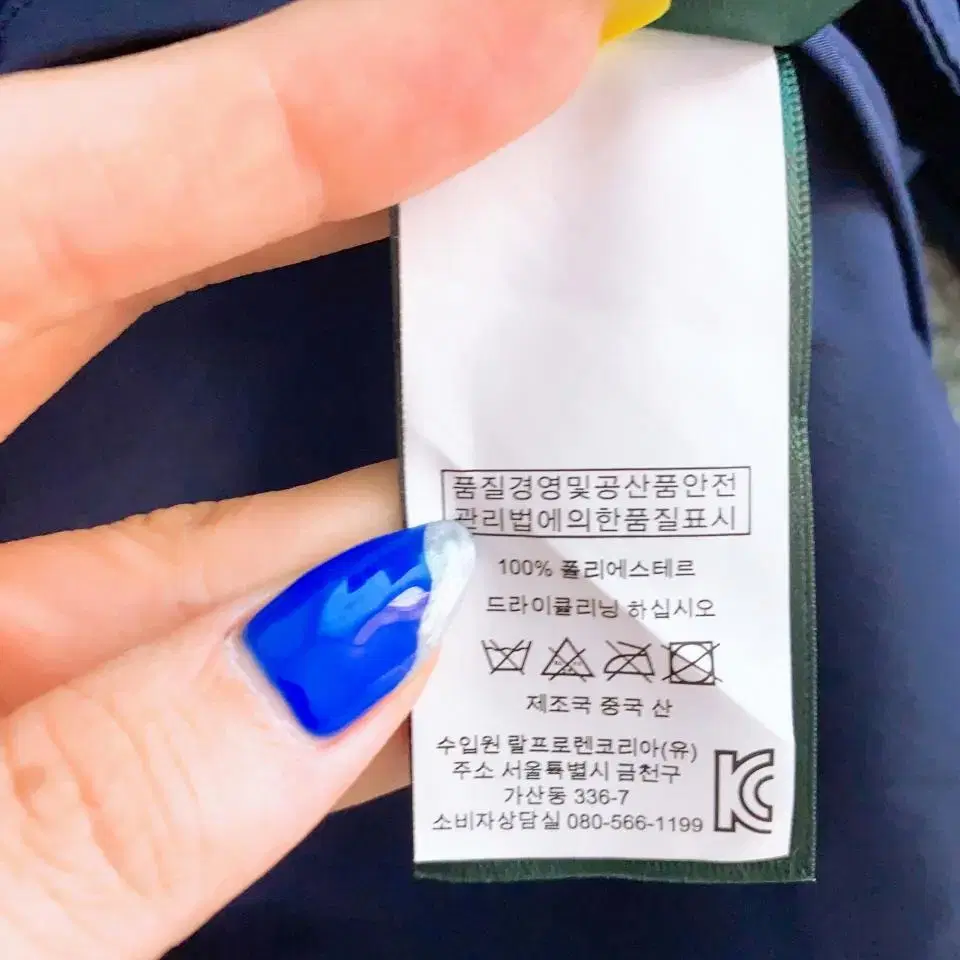 품질경영및공산품안전
관리법에의한품질표시
100% 폴리에스테르
드라이클리닝 하십시오
제조국 중국 산
수입원 랄프로렌코리아(유)
주소 서울특별시 금천구
가산동 336-7
소비자상담실 080-566-1199